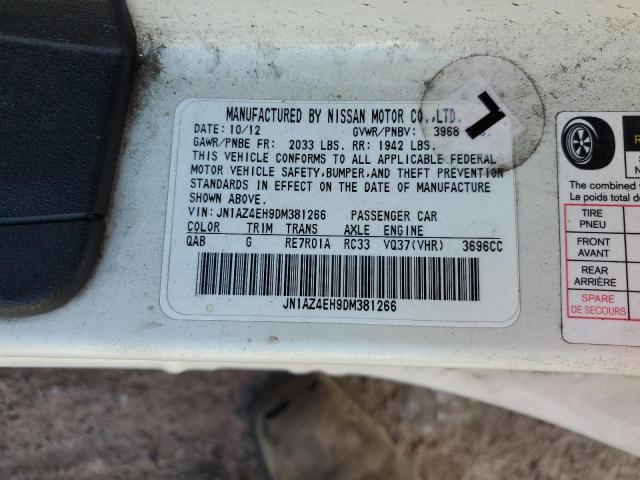 MANUFACTURED BY NISSAN MOTOR CO.,LTD.
DATE: 10/12 GVWR/PNBV: 3968
GAWR/PNBE FR: 2033 LBS. RR: 1942 LBS.
THIS VEHICLE CONFORMS TO ALL APPLICABLE FEDERAL
MOTOR VEHICLE SAFETY,BUMPER,AND THEFT PREVENTION
STANDARDS IN EFFECT ON THE DATE OF MANUFACTURE
SHOWN ABOVE.
VIN: JN1AZ4EH9DM381266 PASSENGER CAR
COLOR TRIM TRANS AXLE ENGINE
QAB G RE7R01A RC33 VQ37(VHR) 3696CC
JN1AZ4EH9DM381266
The combined
Le poids total
TIRE
PNEU
FRONT
AVANT
REAR
ARRIÈRE
SPARE
DE SECOURS